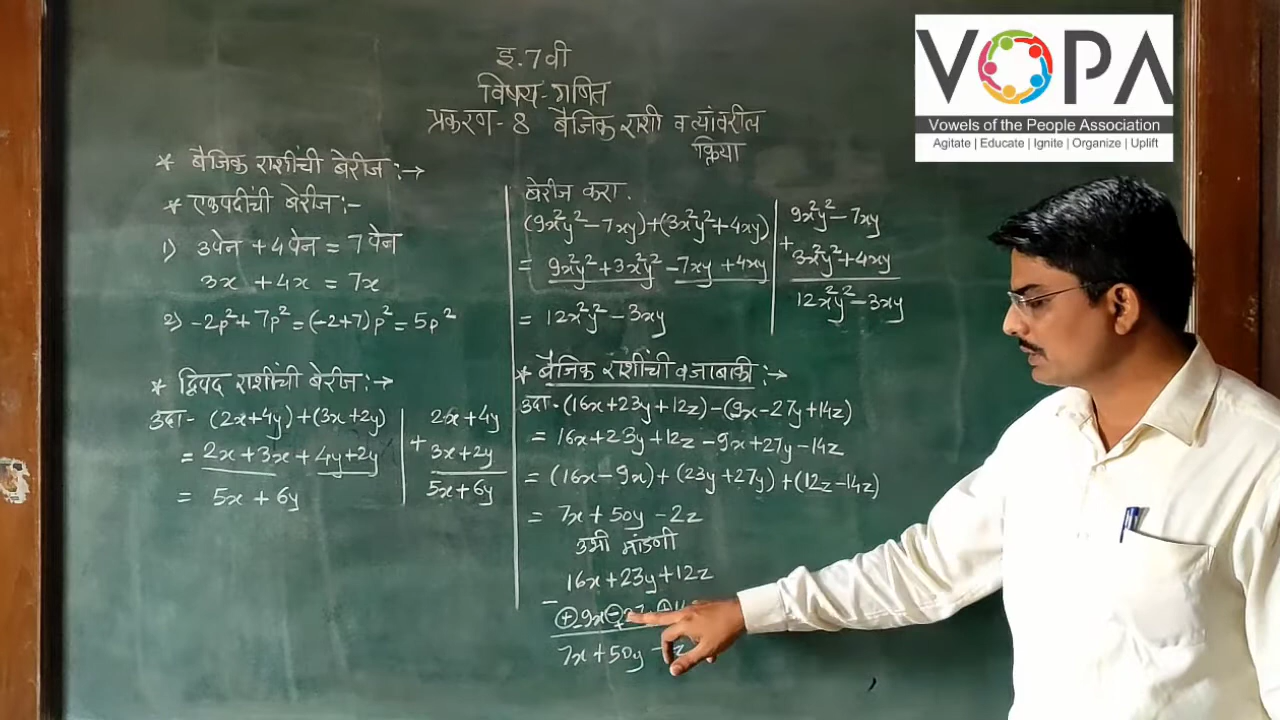 इ.7वी
विषय-गणित
प्रकरण-8 बैजिक राशी व त्यांवरील
क्रिया
* बैजिक राशींची बेरीज:→
* एकपदींची बेरीज:-
1) 3पेन + 4पेन = 7पेन
3x + 4x = 7x
2) -2p² + 7p² = (-2+7)p² = 5p²
* द्विपद राशींची बेरीज:→
उदा- (2x+4y)+(3x+2y)
= 2x+3x+4y+2y
= 5x + 6y
2x+4y
+ 3x+2y
5x+6y
बेरीज करा.
(9x²y²-7xy)+(3x²y²+4xy)
= 9x²y²+3x²y² -7xy +4xy
= 12x²y²-3xy
9x²y²-7xy
+ 3x²y²+4xy
12x²y²-3xy
* बैजिक राशींची वजाबाकी:→
उदा-(16x+23y+12z)-(9x-27y+14z)
= 16x+23y+12z-9x+27y-14z
= (16x-9x)+(23y+27y)+(12z-14z)
= 7x+50y-2z
उभी मांडणी
16x+23y+12z
- + 9x - 27
7x+50y - z
VOPA
Vowels of the People Association
Agitate | Educate | Ignite | Organize | Uplift